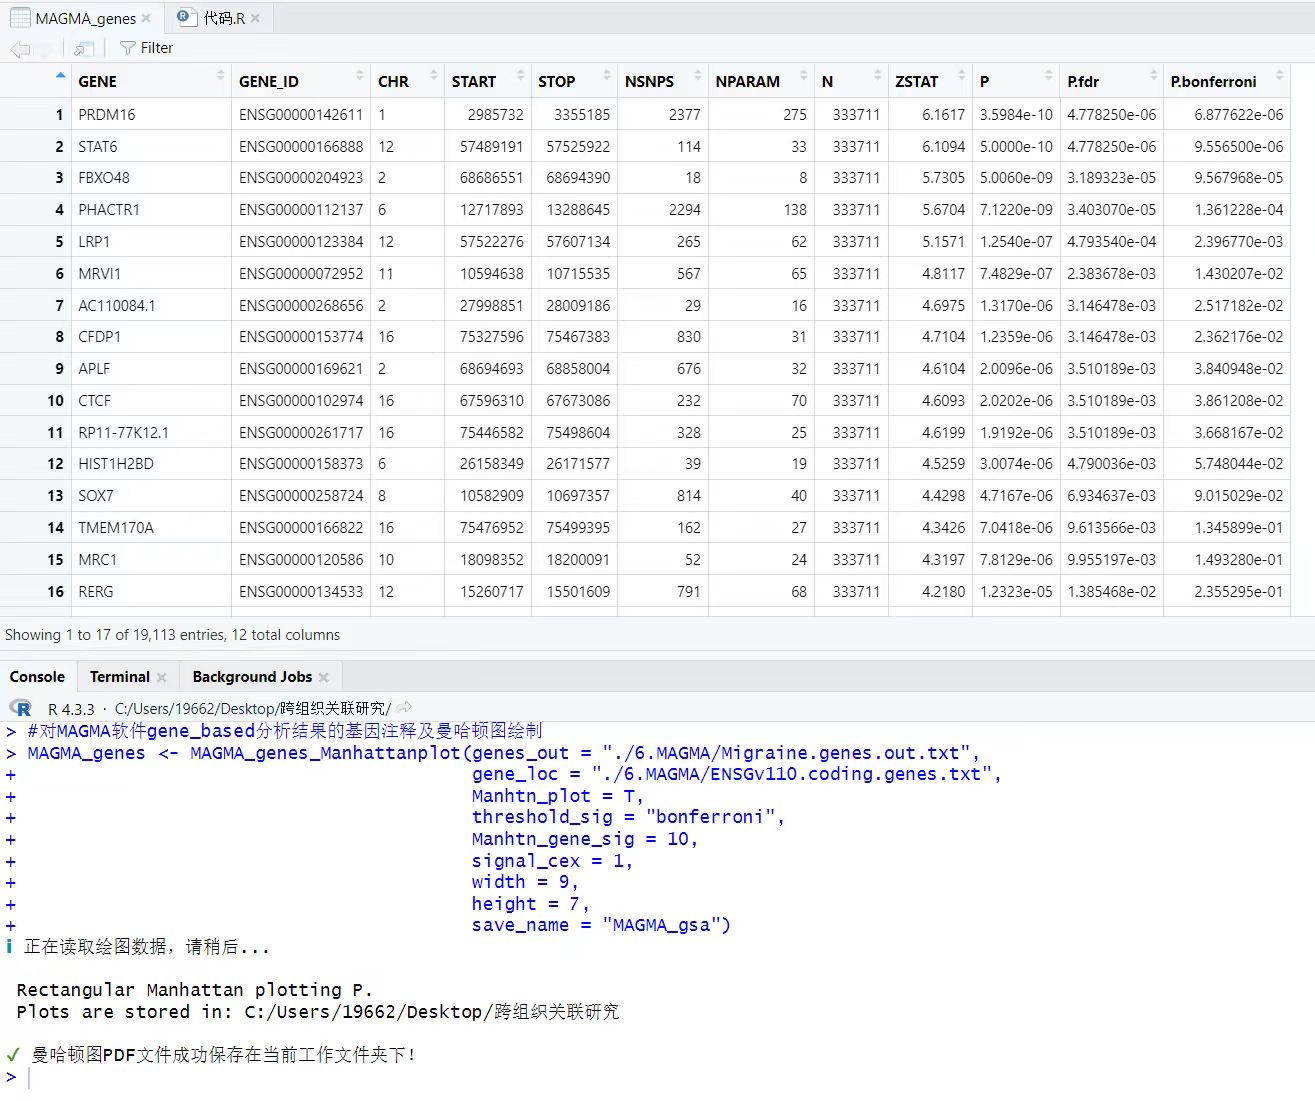 MAGMA_genes
代码.R
Filter
GENE GENE_ID CHR START STOP NSNPS NPARAM N ZSTAT P P.fdr P.bonferroni
1 PRDM16 ENSG00000142611 1 2985732 3355185 2377 275 333711 6.1617 3.5984e-10 4.778250e-06 6.877622e-06
2 STAT6 ENSG00000166888 12 57489191 57525922 114 33 333711 6.1094 5.0000e-10 4.778250e-06 9.556500e-06
3 FBXO48 ENSG00000204923 2 68686551 68694390 18 8 333711 5.7305 5.0060e-09 3.189323e-05 9.567968e-05
4 PHACTR1 ENSG00000112137 6 12717893 13288645 2294 138 333711 5.6704 7.1220e-09 3.403070e-05 1.361228e-04
5 LRP1 ENSG00000123384 12 57522276 57607134 265 62 333711 5.1571 1.2540e-07 4.793540e-04 2.396770e-03
6 MRVI1 ENSG00000072952 11 10594638 10715535 567 65 333711 4.8117 7.4829e-07 2.383678e-03 1.430207e-02
7 AC110084.1 ENSG00000268656 2 27998851 28009186 29 16 333711 4.6975 1.3170e-06 3.146478e-03 2.517182e-02
8 CFDP1 ENSG00000153774 16 75327596 75467383 830 31 333711 4.7104 1.2359e-06 3.146478e-03 2.362176e-02
9 APLF ENSG00000169621 2 68694693 68858004 676 32 333711 4.6104 2.0096e-06 3.510189e-03 3.840948e-02
10 CTCF ENSG00000102974 16 67596310 67673086 232 70 333711 4.6093 2.0202e-06 3.510189e-03 3.861208e-02
11 RP11-77K12.1 ENSG00000261717 16 75446582 75498604 328 25 333711 4.6199 1.9192e-06 3.510189e-03 3.668167e-02
12 HIST1H2BD ENSG00000158373 6 26158349 26171577 39 19 333711 4.5259 3.0074e-06 4.790036e-03 5.748044e-02
13 SOX7 ENSG00000258724 8 10582909 10697357 814 40 333711 4.4298 4.7167e-06 6.934637e-03 9.015029e-02
14 TMEM170A ENSG00000166822 16 75476952 75499395 162 27 333711 4.3426 7.0418e-06 9.613566e-03 1.345899e-01
15 MRC1 ENSG00000120586 10 18098352 18200091 52 24 333711 4.3197 7.8129e-06 9.955197e-03 1.493280e-01
16 RERG ENSG00000134533 12 15260717 15501609 791 68 333711 4.2180 1.2323e-05 1.385468e-02 2.355295e-01
Showing 1 to 17 of 19,113 entries, 12 total columns
Console Terminal Background Jobs
R 4.3.3 · C:/Users/19662/Desktop/跨组织关联研究/
> #对MAGMA软件gene_based分析结果的基因注释及曼哈顿图绘制
> MAGMA_genes <- MAGMA_genes_Manhattanplot(genes_out = "./6.MAGMA/Migraine.genes.out.txt",
+ gene_loc = "./6.MAGMA/ENSGv110.coding.genes.txt",
+ Manhtn_plot = T,
+ threshold_sig = "bonferroni",
+ Manhtn_gene_sig = 10,
+ signal_cex = 1,
+ width = 9,
+ height = 7,
+ save_name = "MAGMA_gsa")
i 正在读取绘图数据，请稍后...
Rectangular Manhattan plotting P.
Plots are stored in: C:/Users/19662/Desktop/跨组织关联研究
✓ 曼哈顿图PDF文件成功保存在当前工作文件夹下！
>